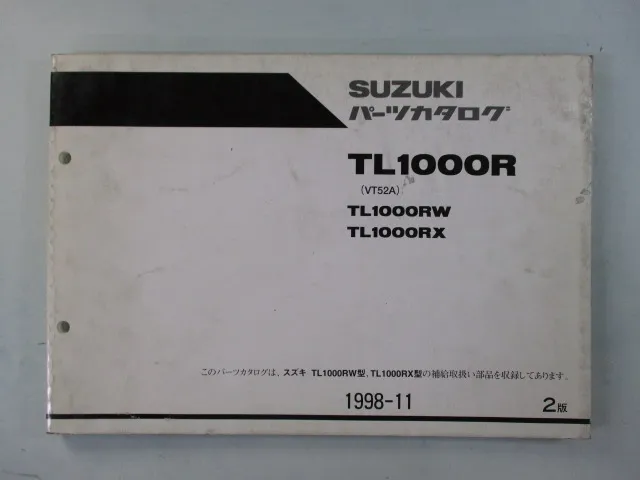 SUZUKI
パーツカタログ
TL1000R
(VT52A)
TL1000RW
TL1000RX
このパーツカタログは、スズキ TL1000RW型、TL1000RX型の補給取扱い部品を収録してあります。
1998-11
2版